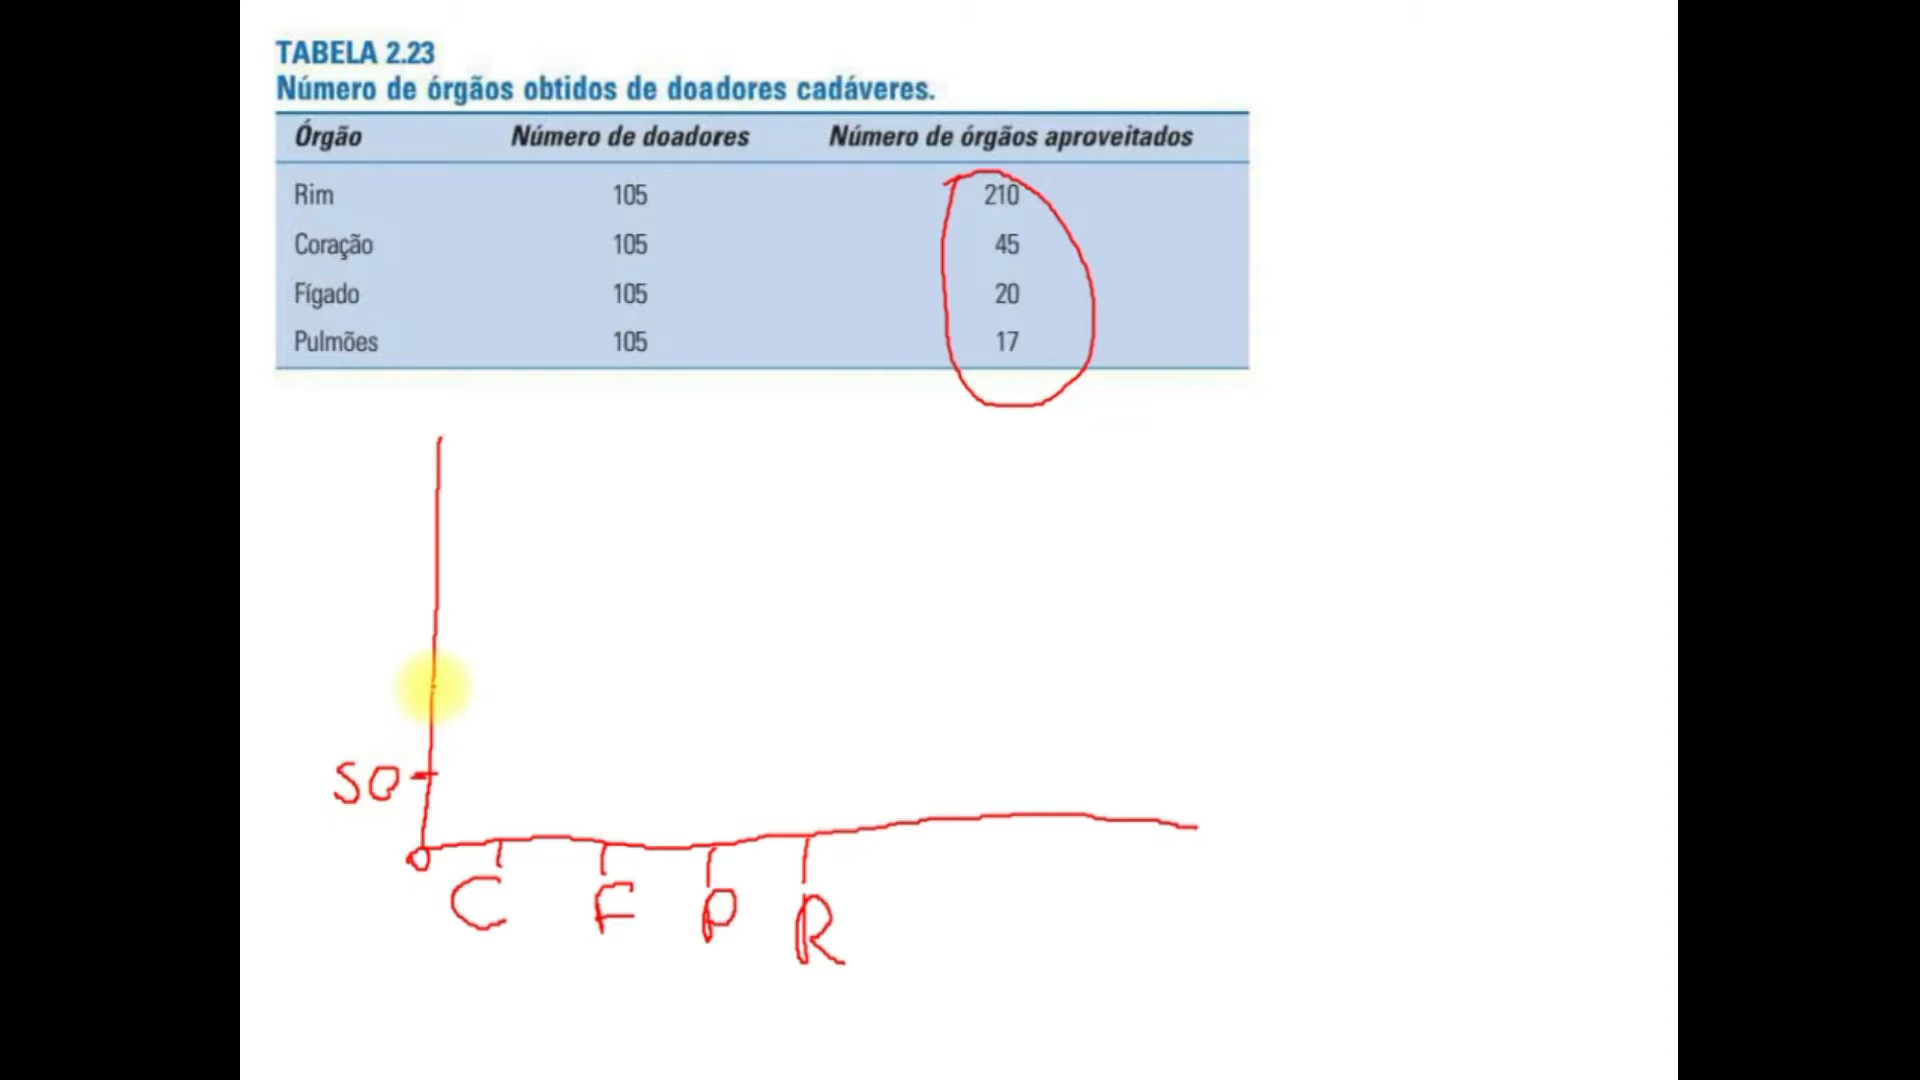 TABELA 2.23
Número de órgãos obtidos de doadores cadáveres.
Órgão Número de doadores Número de órgãos aproveitados
Rim 105 210
Coração 105 45
Fígado 105 20
Pulmões 105 17
50
0
C F P R